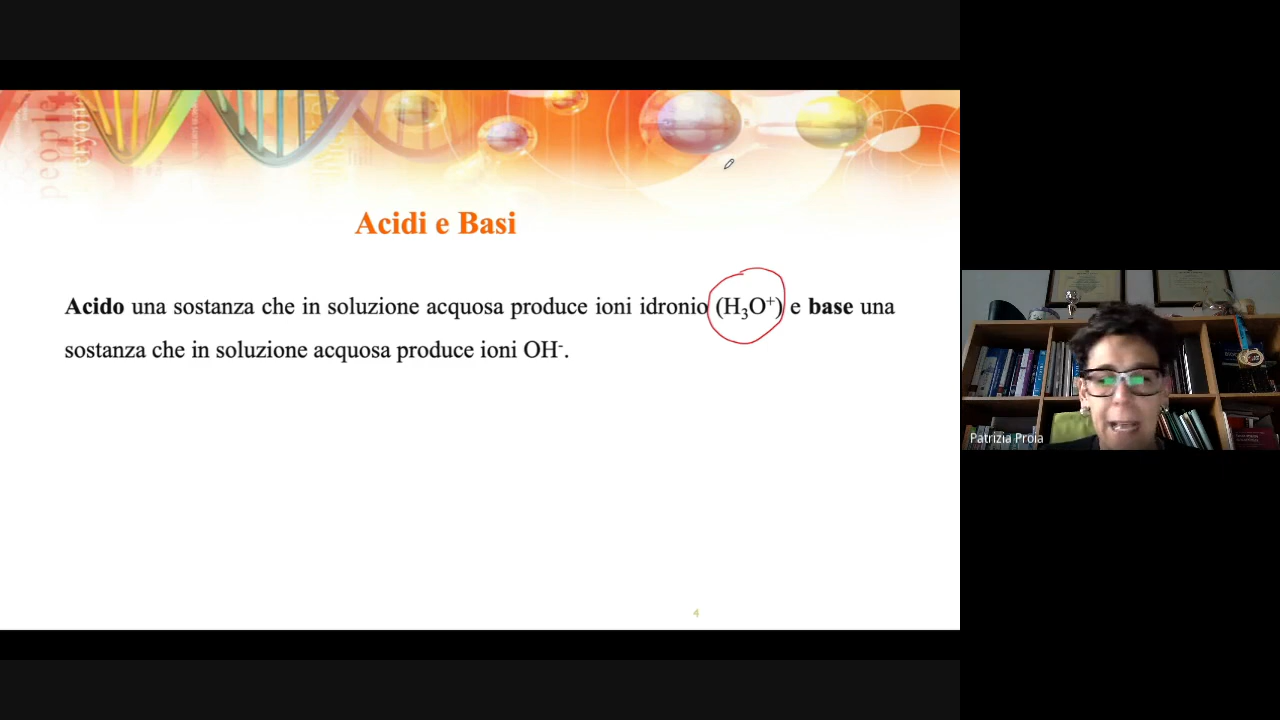 people
Acidi e Basi
Acido una sostanza che in soluzione acquosa produce ioni idronio (H₃O⁺) e base una
sostanza che in soluzione acquosa produce ioni OH⁻.
4
Patrizia Proia